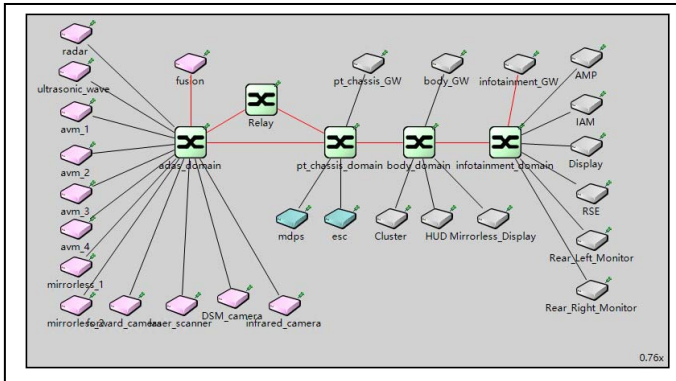 radar
fusion
pt_chassis_GW
body_GW
infotainment_GW
AMP
ultrasonic_wave
Relay
IAM
avm_1
adas_domain
pt_chassis_domain
body_domain
infotainment_domain
Display
avm_2
RSE
avm_3
mdps
esc
Cluster
HUD
Mirrorless_Display
avm_4
Rear_Left_Monitor
mirrorless_1
Rear_Right_Monitor
DSM_camera
infrared_camera
0.76x